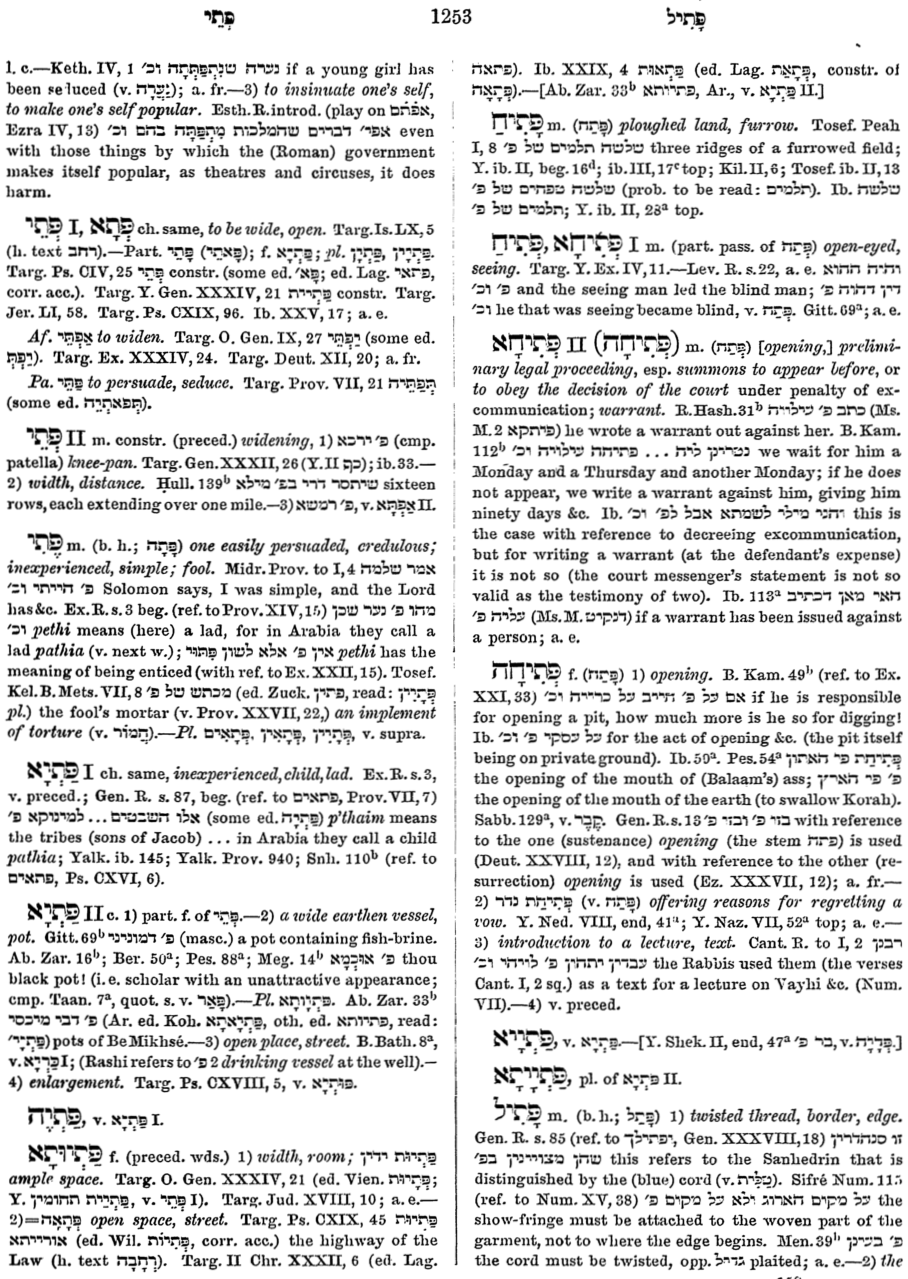 פְּתֵי 1253 פָּתִיל
l. c.—Keth. IV, 1 נערה שנתפַּתְּתָה וכ׳ if a young girl has
been seduced (v. נַעֲרָה); a. fr.—3) to insinuate one's self,
to make one's self popular. Esth. R. introd. (play on אפתם,
Ezra IV, 13) אפי׳ דברים שהמלכות מִתְפַּתָּה בהם וכ׳ even
with those things by which the (Roman) government
makes itself popular, as theatres and circuses, it does
harm.
פְּתֵי I, פְּתָא ch. same, to be wide, open. Targ. Is. LX, 5
(h. text רחב).—Part. פָּתֵי (פָּאתֵי); f. פָּתְיָא; pl. פָּתְיָין, פָּתְיָן.
Targ. Ps. CIV, 25 פָּתֵי constr. (some ed. פָּא׳; ed. Lag. פתאי,
corr. acc.). Targ. Y. Gen. XXXIV, 21 פַּתְיַית constr. Targ.
Jer. LI, 58. Targ. Ps. CXIX, 96. Ib. XXV, 17; a. e.
Af. אַפְתֵּי to widen. Targ. O. Gen. IX, 27 יַפְתֵּי (some ed.
יַפְתְּ). Targ. Ex. XXXIV, 24. Targ. Deut. XII, 20; a. fr.
Pa. פַּתֵּי to persuade, seduce. Targ. Prov. VII, 21 תְּפַתֵּיהּ
(some ed. תְּפאתְיֵהּ).
פְּתֵי II m. constr. (preced.) widening, 1) פ׳ ירכא (cmp.
patella) knee-pan. Targ. Gen. XXXII, 26 (Y. II כף); ib. 33.—
2) width, distance. Ḥull. 139ᵇ שיתסר דרי בפ׳ מילא sixteen
rows, each extending over one mile.—3) פ׳ רמשא, v. אַפְתָּא II.
פֶּתִי m. (b. h.; פָּתָה) one easily persuaded, credulous;
inexperienced, simple; fool. Midr. Prov. to I, 4 אמר שלמה
פ׳ הייתי וכ׳ Solomon says, I was simple, and the Lord
has &c. Ex. R. s. 3 beg. (ref. to Prov. XIV, 15) מהו פ׳ נער שכן
וכ׳ pethi means (here) a lad, for in Arabia they call a
lad pathia (v. next w.); אין פ׳ אלא לשון פִּתּוּי pethi has the
meaning of being enticed (with ref. to Ex. XXII, 15). Tosef.
Kel. B. Mets. VII, 8 מכתש של פ׳ (ed. Zuck. פתין, read: פְּתָיִין
pl.) the fool's mortar (v. Prov. XXVII, 22,) an implement
of torture (v. חֲמוֹר).—Pl. פְּתָיִין, פְּתָאִין, פְּתָאִים, v. supra.
פַּתְיָא I ch. same, inexperienced, child, lad. Ex. R. s. 3,
v. preced.; Gen. R. s. 87, beg. (ref. to פתאים, Prov. VII, 7)
אלו השבטים ... למינוקא פ׳ (some ed. פַּתְיָה) p'thaim means
the tribes (sons of Jacob) ... in Arabia they call a child
pathia; Yalk. ib. 145; Yalk. Prov. 940; Snh. 110ᵇ (ref. to
פתאים, Ps. CXVI, 6).
פַּתְיָא II c. 1) part. f. of פְּתֵי.—2) a wide earthen vessel,
pot. Gitt. 69ᵇ פ׳ דמונייני (masc.) a pot containing fish-brine.
Ab. Zar. 16ᵇ; Ber. 50ᵃ; Pes. 88ᵃ; Meg. 14ᵇ פ׳ אוּכָּמָא thou
black pot! (i. e. scholar with an unattractive appearance;
cmp. Taan. 7ᵃ, quot. s. v. פָּאַר).—Pl. פַּתְיָוָתָא. Ab. Zar. 33ᵇ
פ׳ דבי מיכסי (Ar. ed. Koh. פַּתְיָאָתָא, oth. ed. פתיותא, read:
פַּתְיָי׳) pots of Be Mikhsé.—3) open place, street. B. Bath. 8ᵃ,
v. כַּרְיָא I; (Rashi refers to פ׳ 2 drinking vessel at the well).—
4) enlargement. Targ. Ps. CXVIII, 5, v. פּוּתְיָא.
פַּתְיָה, v. פַּתְיָא I.
פַּתְיוּתָא f. (preced. wds.) 1) width, room; פַּתְיוּת ידין
ample space. Targ. O. Gen. XXXIV, 21 (ed. Vien. פְּתָיוּת;
Y. פַּתְיַית תחומין, v. פְּתֵי I). Targ. Jud. XVIII, 10; a. e.—
2)=פְּתָאָה open space, street. Targ. Ps. CXIX, 45 פַּתְיוּת
אורייתא (ed. Wil. פְּתָיוֹת, corr. acc.) the highway of the
Law (h. text רְחָבָה). Targ. II Chr. XXXII, 6 (ed. Lag.
פתאה). Ib. XXIX, 4 פַּתָאוּת (ed. Lag. פְּתָאַת, constr. of
פְּתָאָה).—[Ab. Zar. 33ᵇ פתיותא, Ar., v. פַּתְיָא II.]
פָּתִיחַ m. (פָּתַח) ploughed land, furrow. Tosef. Peah
I, 8 שלשה תלמים של פ׳ three ridges of a furrowed field;
Y. ib. II, beg. 16ᵈ; ib. III, 17ᶜ top; Kil. II, 6; Tosef. ib. II, 13
שלשה טפחים של פ׳ (prob. to be read: תלמים). Ib. שלשה
תלמים של פ׳; Y. ib. II, 28ᵃ top.
פְּתִיחָא, פְּתִיחַ I m. (part. pass. of פְּתַח) open-eyed,
seeing. Targ. Y. Ex. IV, 11.—Lev. R. s. 22, a. e. והיה ההוא
פ׳ וכ׳ and the seeing man led the blind man; דין דהוה פ׳
וכ׳ he that was seeing became blind, v. פְּתַח. Gitt. 69ᵃ; a. e.
פְּתִיחָא II (פְּתִיחָה) m. (פְּתַח) [opening,] prelimi-
nary legal proceeding, esp. summons to appear before, or
to obey the decision of the court under penalty of ex-
communication; warrant. R. Hash. 31ᵇ כתב פ׳ עילויה (Ms.
M. 2 פיתקא) he wrote a warrant out against her. B. Kam.
112ᵇ נטרינן ליה ... פתיחה עילויה וכ׳ we wait for him a
Monday and a Thursday and another Monday; if he does
not appear, we write a warrant against him, giving him
ninety days &c. Ib. והני מילי לשמתא אבל לפ׳ וכ׳ this is
the case with reference to decreeing excommunication,
but for writing a warrant (at the defendant's expense)
it is not so (the court messenger's statement is not so
valid as the testimony of two). Ib. 113ᵃ האי מאן דכתיב
עליה פ׳ (Ms. M. דנקיט) if a warrant has been issued against
a person; a. e.
פְּתִיחָה f. (פָּתַח) 1) opening. B. Kam. 49ᵇ (ref. to Ex.
XXI, 33) אם על פ׳ חייב על כרייה וכ׳ if he is responsible
for opening a pit, how much more is he so for digging!
Ib. על עסקי פ׳ וכ׳ for the act of opening &c. (the pit itself
being on private ground). Ib. 50ᵃ. Pes. 54ᵃ פְּתִיחַת פי האתון
the opening of the mouth of (Balaam's) ass; פ׳ פי הארץ
the opening of the mouth of the earth (to swallow Korah).
Sabb. 129ᵃ, v. קֶבֶר. Gen. R. s. 13 בזו פ׳ ובזו פ׳ with reference
to the one (sustenance) opening (the stem פתח) is used
(Deut. XXVIII, 12), and with reference to the other (re-
surrection) opening is used (Ez. XXXVII, 12); a. fr.—
2) פְּתִיחַת נדר (v. פָּתַח) offering reasons for regretting a
vow. Y. Ned. VIII, end, 41ᵃ; Y. Naz. VII, 52ᵃ top; a. e.—
3) introduction to a lecture, text. Cant. R. to I, 2 רבנן
עבדין יתהון פ׳ לויהי וכ׳ the Rabbis used them (the verses
Cant. I, 2 sq.) as a text for a lecture on Vayhi &c. (Num.
VII).—4) v. preced.
פַּתְיָיא, v. פַּתְיָא.—[Y. Shek. II, end, 47ᵃ בר פ׳, v. פְּדָיָה.]
פַּתְיָיתָא, pl. of פַּתְיָא II.
פָּתִיל m. (b. h.; פָּתַל) 1) twisted thread, border, edge.
Gen. R. s. 85 (ref. to ופתילך, Gen. XXXVIII, 18) זו סנהדרין
שהן מצויינין בפ׳ this refers to the Sanhedrin that is
distinguished by the (blue) cord (v. טַלִּית). Sifré Num. 115
(ref. to Num. XV, 38) על מקום הארוג ולא על מקום פ׳ the
show-fringe must be attached to the woven part of the
garment, not to where the edge begins. Men. 39ᵇ פ׳ בעינן
the cord must be twisted, opp. גדיל plaited; a. e.—2) the